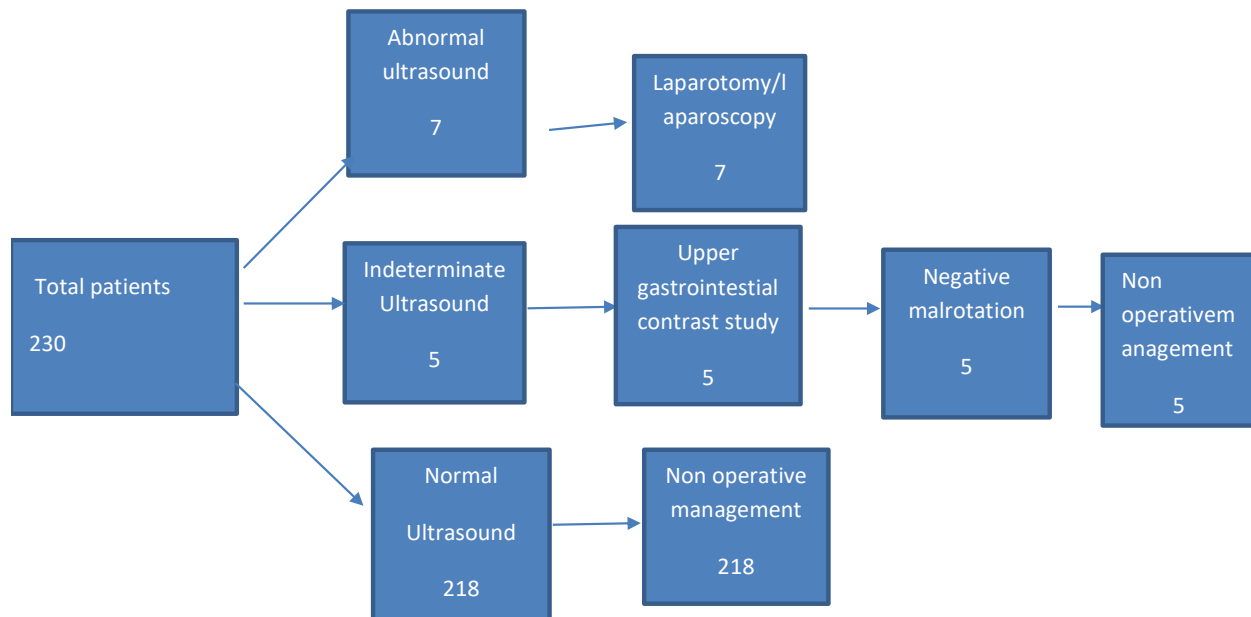 Abnormal
ultrasound
7
Laparotomy/l
aparoscopy
7
Total patients
230
Indeterminate
Ultrasound
5
Upper
gastrointestial
contrast study
5
Negative
malrotation
5
Non
operativem
anagement
5
Normal
Ultrasound
218
Non operative
management
218